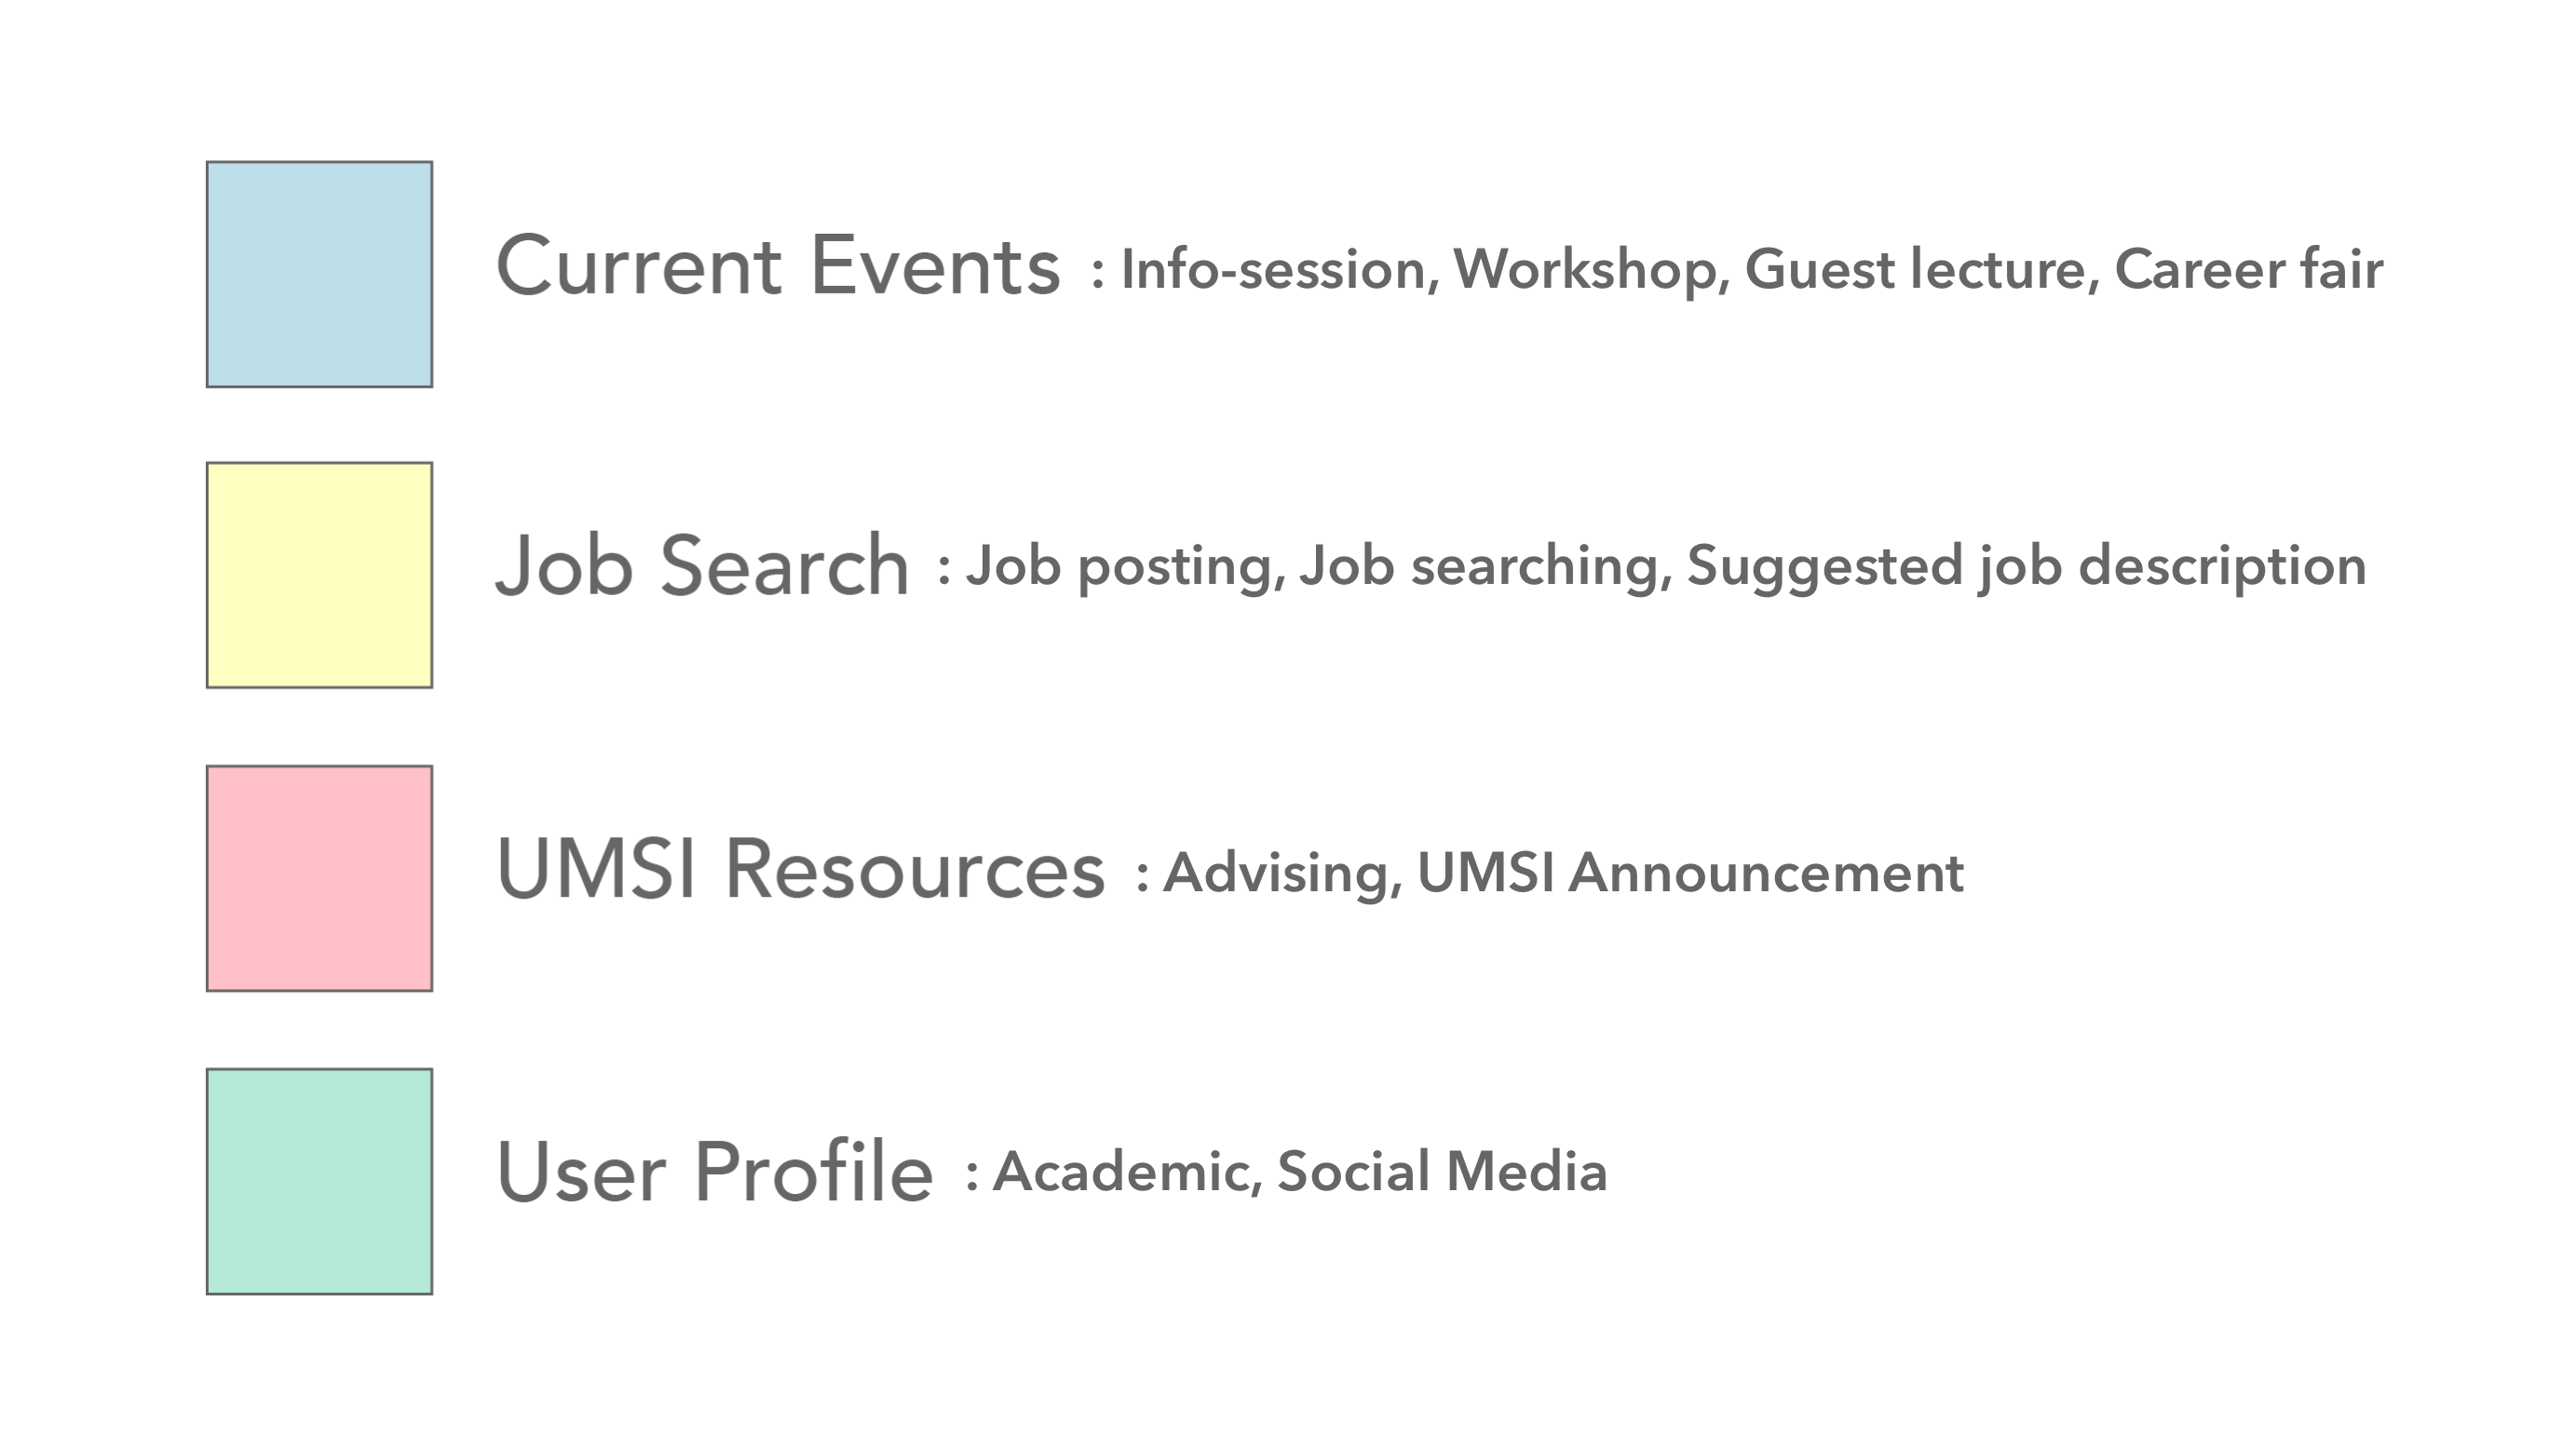 Current Events : Info-session, Workshop, Guest lecture, Career fair
Job Search : Job posting, Job searching, Suggested job description
UMSI Resources : Advising, UMSI Announcement
User Profile : Academic, Social Media